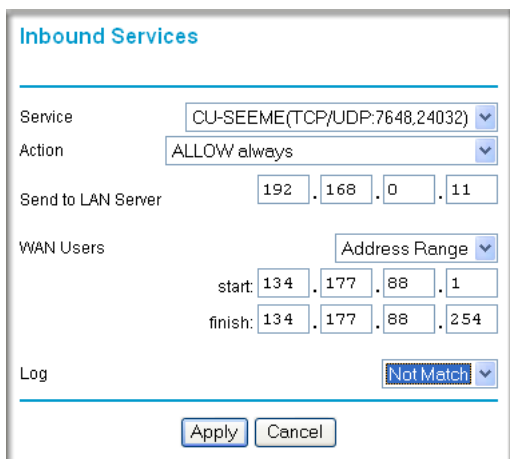 Inbound Services
Service CU-SEEME(TCP/UDP:7648,24032)
Action ALLOW always
Send to LAN Server 192 . 168 . 0 . 11
WAN Users Address Range
start: 134 . 177 . 88 . 1
finish: 134 . 177 . 88 . 254
Log Not Match
Apply Cancel